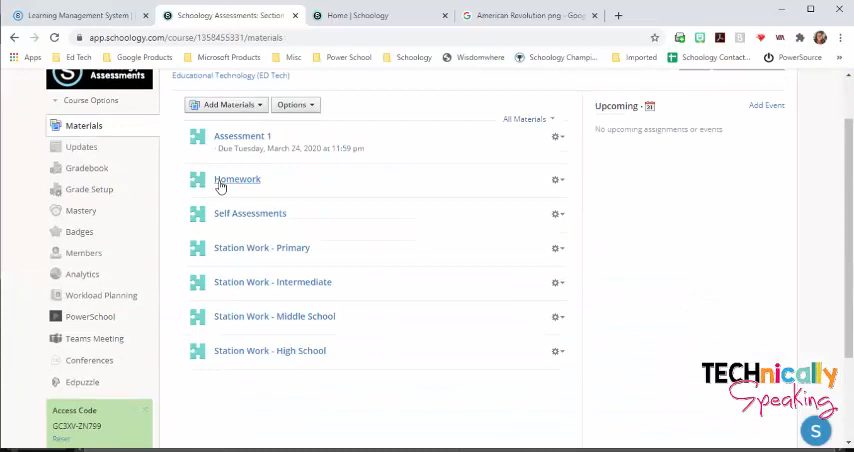 Learning Management System |
Schoology Assessments: Section
Home | Schoology
American Revolution png - Goog
app.schoology.com/course/1358455331/materials
Apps
Ed Tech
Google Products
Microsoft Products
Misc
Power School
Schoology
Wisdomwhere
Schoology Champi...
Imported
Schoology Contact...
PowerSource
Assessments
Educational Technology (ED Tech)
Course Options
Add Materials
Options
All Materials
Upcoming
Add Event
No upcoming assignments or events
Materials
Updates
Gradebook
Grade Setup
Mastery
Badges
Members
Analytics
Workload Planning
PowerSchool
Teams Meeting
Conferences
Edpuzzle
Access Code
GC3XV-ZN799
Reset
Assessment 1
· Due Tuesday, March 24, 2020 at 11:59 pm
Homework
Self Assessments
Station Work - Primary
Station Work - Intermediate
Station Work - Middle School
Station Work - High School
TECHnically
Speaking
S